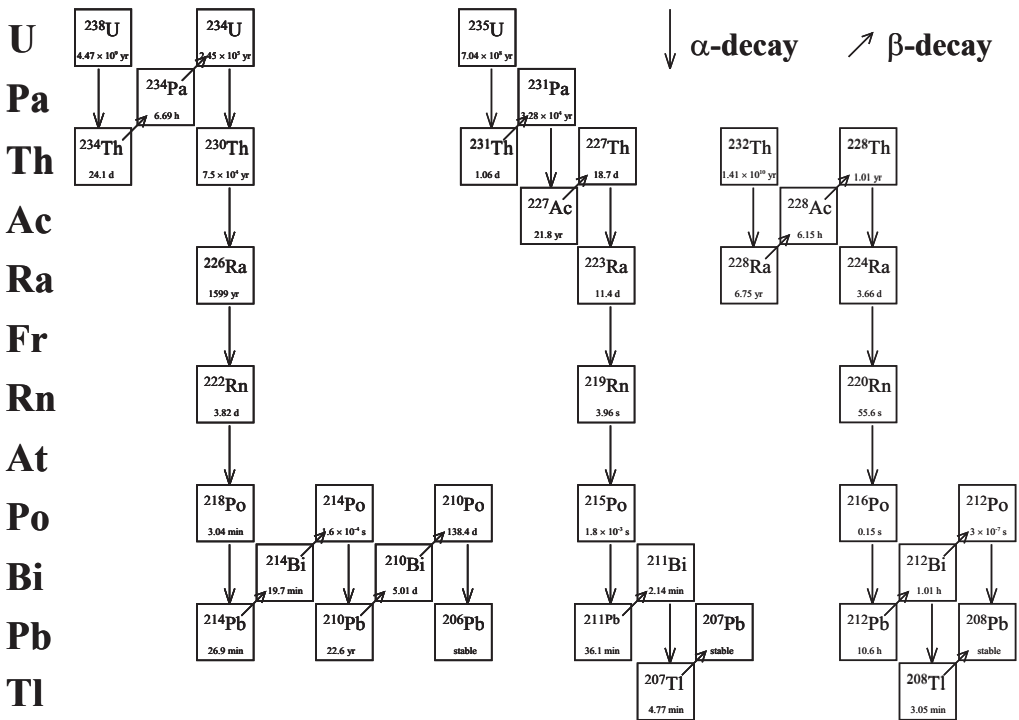 U
²³⁸U
4.47 × 10⁹ yr
²³⁴U
2.45 × 10⁵ yr
²³⁵U
7.04 × 10⁸ yr
α-decay
β-decay
Pa
²³⁴Pa
6.69 h
²³¹Pa
3.28 × 10⁴ yr
Th
²³⁴Th
24.1 d
²³⁰Th
7.5 × 10⁴ yr
²³¹Th
1.06 d
²²⁷Th
18.7 d
²³²Th
1.41 × 10¹⁰ yr
²²⁸Th
1.01 yr
Ac
²²⁷Ac
21.8 yr
²²⁸Ac
6.15 h
Ra
²²⁶Ra
1599 yr
²²³Ra
11.4 d
²²⁸Ra
6.75 yr
²²⁴Ra
3.66 d
Fr
Rn
²²²Rn
3.82 d
²¹⁹Rn
3.96 s
²²⁰Rn
55.6 s
At
Po
²¹⁸Po
3.04 min
²¹⁴Po
1.6 × 10⁻⁴ s
²¹⁰Po
138.4 d
²¹⁵Po
1.8 × 10⁻³ s
²¹⁶Po
0.15 s
²¹²Po
3 × 10⁻⁷ s
Bi
²¹⁴Bi
19.7 min
²¹⁰Bi
5.01 d
²¹¹Bi
2.14 min
²¹²Bi
1.01 h
Pb
²¹⁴Pb
26.9 min
²¹⁰Pb
22.6 yr
²⁰⁶Pb
stable
²¹¹Pb
36.1 min
²⁰⁷Pb
stable
²¹²Pb
10.6 h
²⁰⁸Pb
stable
Tl
²⁰⁷Tl
4.77 min
²⁰⁸Tl
3.05 min